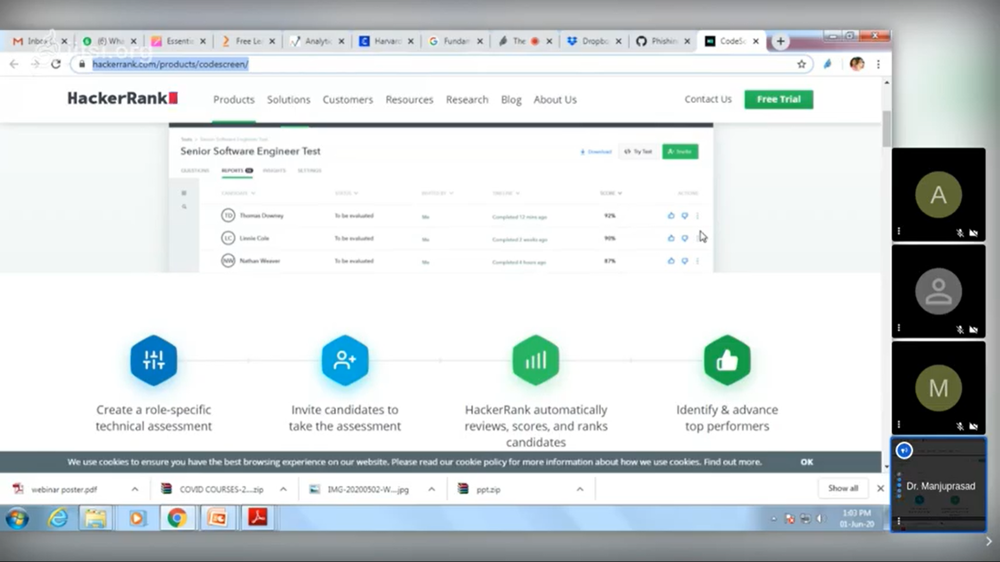 Inbo
(6) Wha
Essentia
Free Le
Analytic
Harvard
Fundar
The
Dropbo
Phishin
CodeSc
hackerrank.com/products/codescreen/
HackerRank
Products
Solutions
Customers
Resources
Research
Blog
About Us
Contact Us
Free Trial
Tests > Senior Software Engineer Test
Senior Software Engineer Test
Download
Try Test
Invite
QUESTIONS
REPORTS
INSIGHTS
SETTINGS
CANDIDATE
STATUS
INVITED BY
TIMELINE
SCORE
ACTIONS
TD Thomas Downey To be evaluated Me Completed 12 mins ago 92%
LC Linnie Cole To be evaluated Me Completed 2 weeks ago 90%
NW Nathan Weaver To be evaluated Me Completed 4 hours ago 87%
Create a role-specific
technical assessment
Invite candidates to
take the assessment
HackerRank automatically
reviews, scores, and ranks
candidates
Identify & advance
top performers
We use cookies to ensure you have the best browsing experience on our website. Please read our cookie policy for more information about how we use cookies. Find out more.
OK
webinar poster.pdf
COVID COURSES-2....zip
IMG-20200502-W....jpg
ppt.zip
Show all
1:03 PM
01-Jun-20
A
M
Dr. Manjuprasad